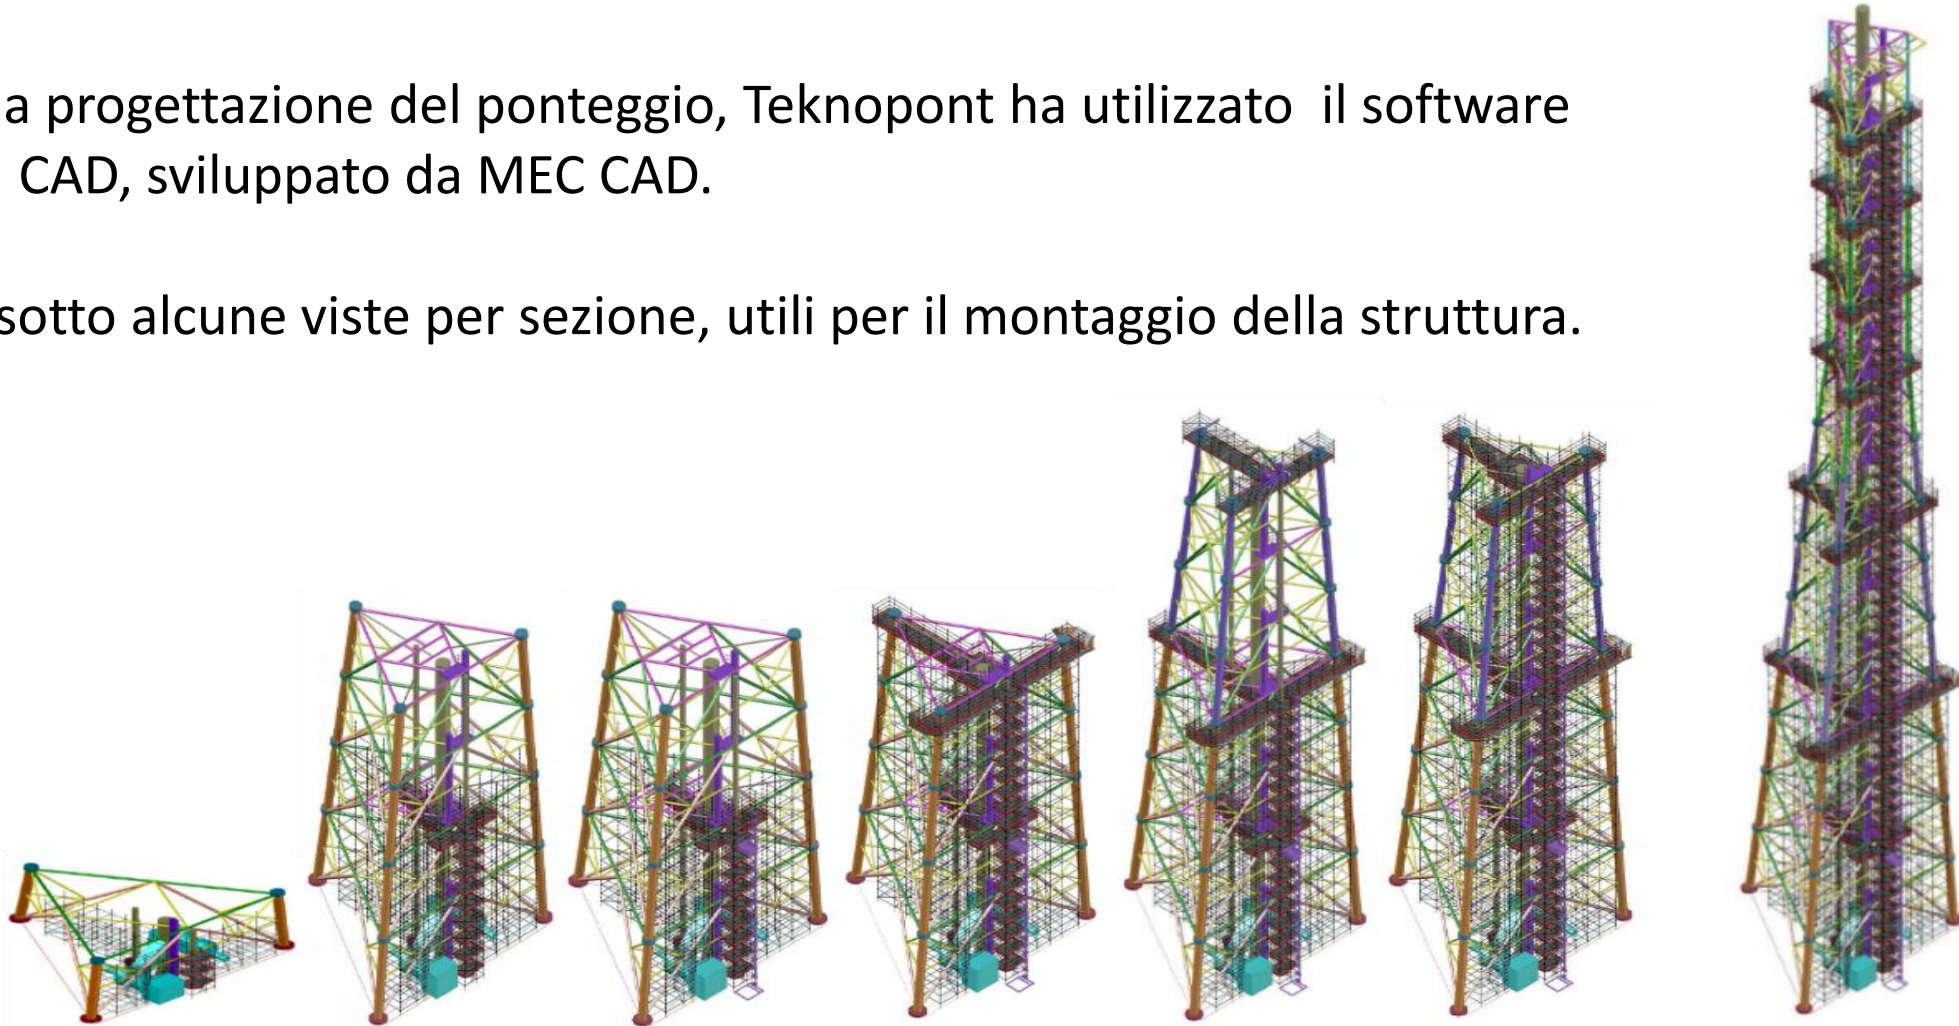 a progettazione del ponteggio, Teknopont ha utilizzato  il software
CAD, sviluppato da MEC CAD.
sotto alcune viste per sezione, utili per il montaggio della struttura.